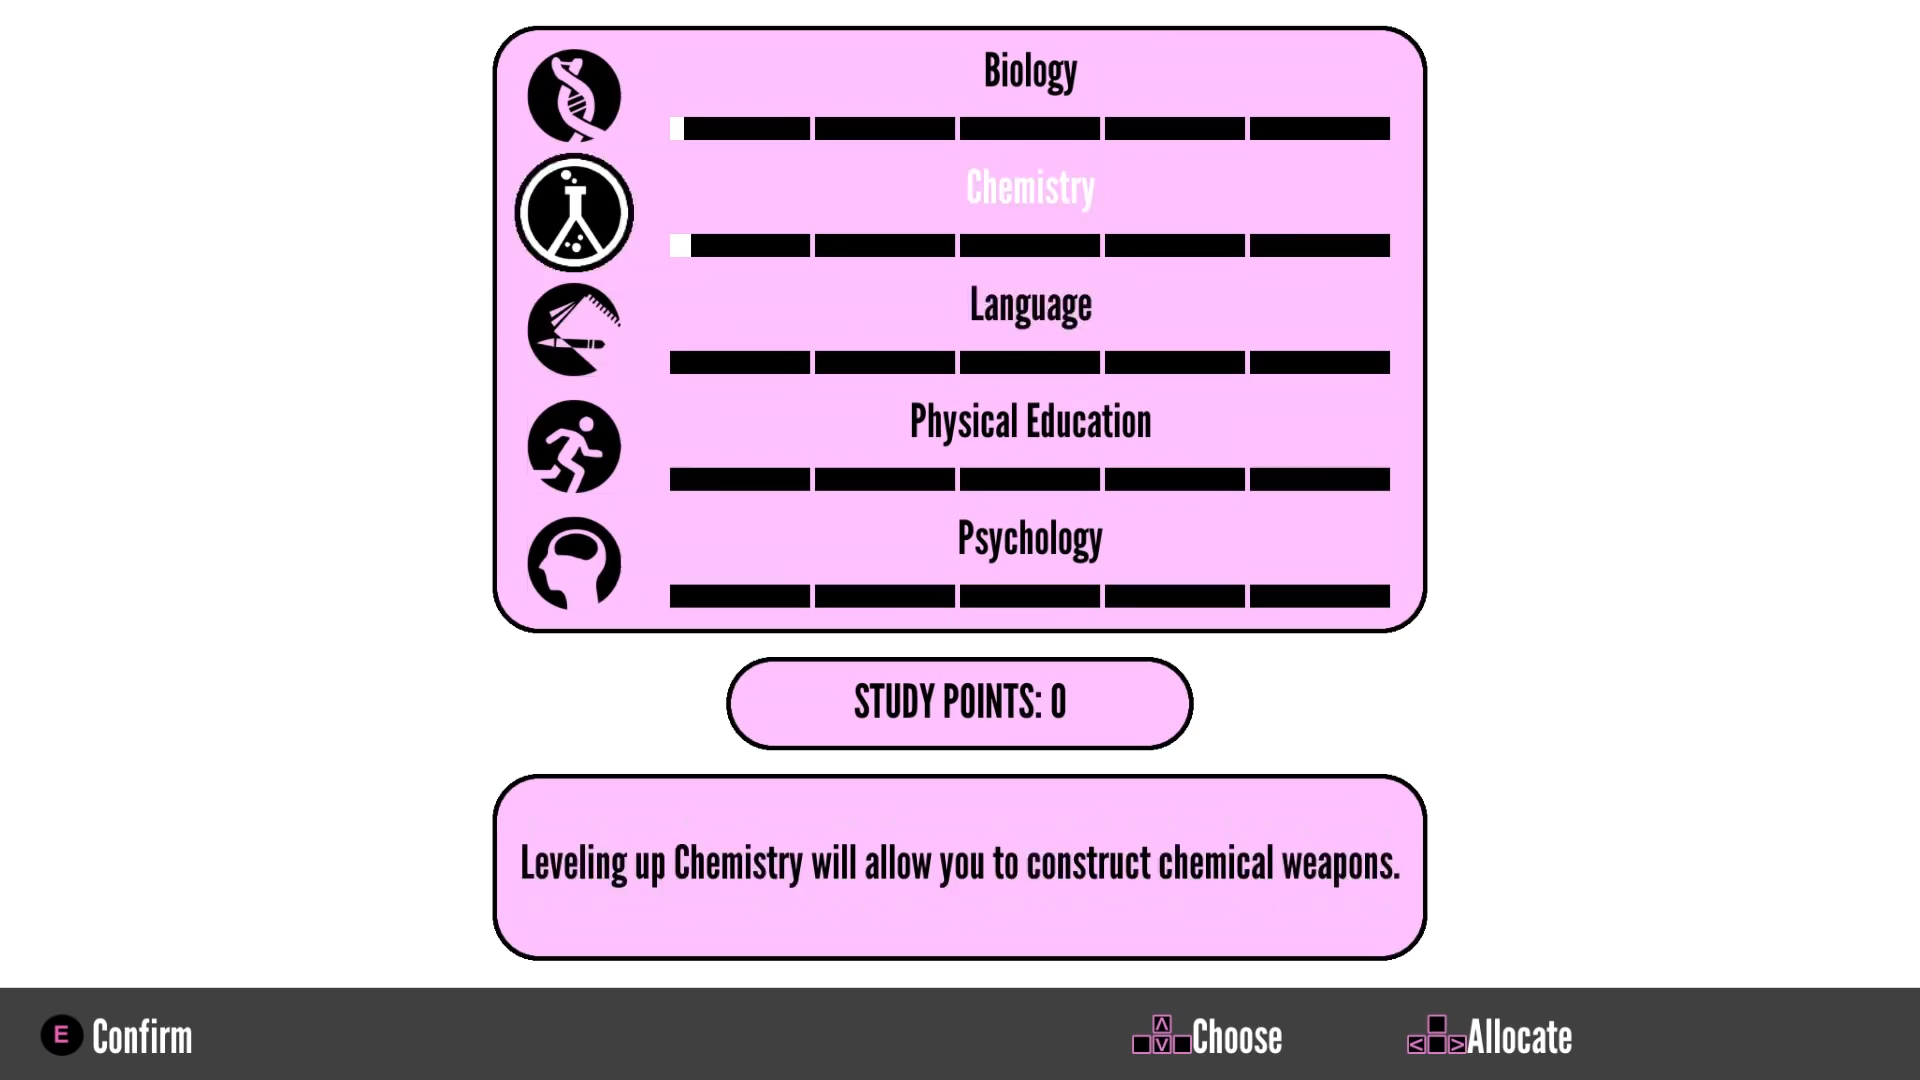 Biology
Chemistry
Language
Physical Education
Psychology
STUDY POINTS: 0
Leveling up Chemistry will allow you to construct chemical weapons.
E Confirm
Choose
Allocate